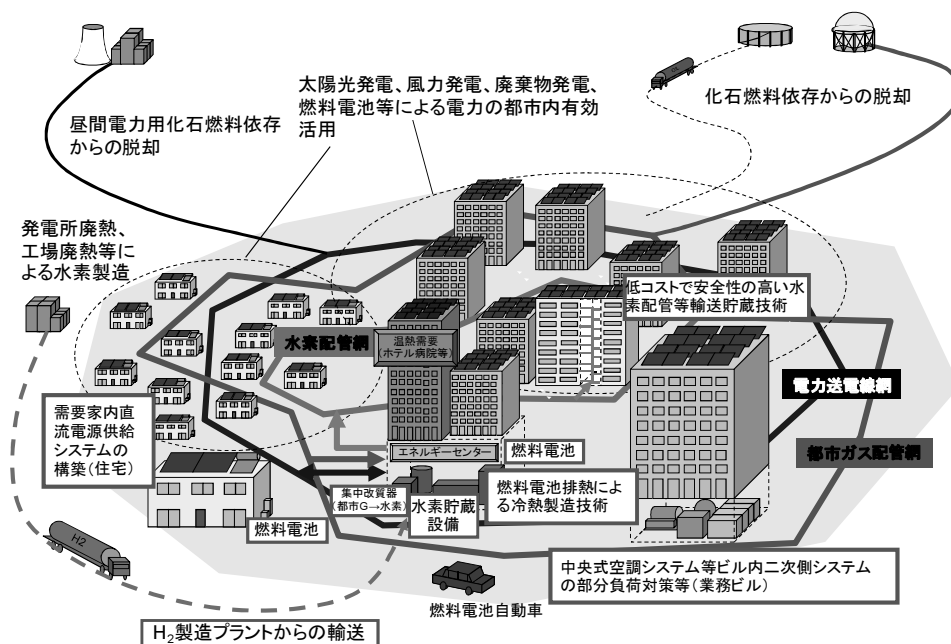 太陽光発電、風力発電、廃棄物発電、
燃料電池等による電力の都市内有効
活用
化石燃料依存からの脱却
昼間電力用化石燃料依存
からの脱却
発電所廃熱、
工場廃熱等
による水素製造
低コストで安全性の高い水
素配管等輸送貯蔵技術
水素配管網
温熱需要
(ホテル病院等)
電力送電線網
都市ガス配管網
需要家内直
流電源供給
システムの
構築(住宅)
エネルギーセンター
燃料電池
集中改質器
(都市G→水素)
水素貯蔵
設備
燃料電池排熱によ
る冷熱製造技術
燃料電池
H2
中央式空調システム等ビル内二次側システム
の部分負荷対策等(業務ビル)
燃料電池自動車
H₂製造プラントからの輸送